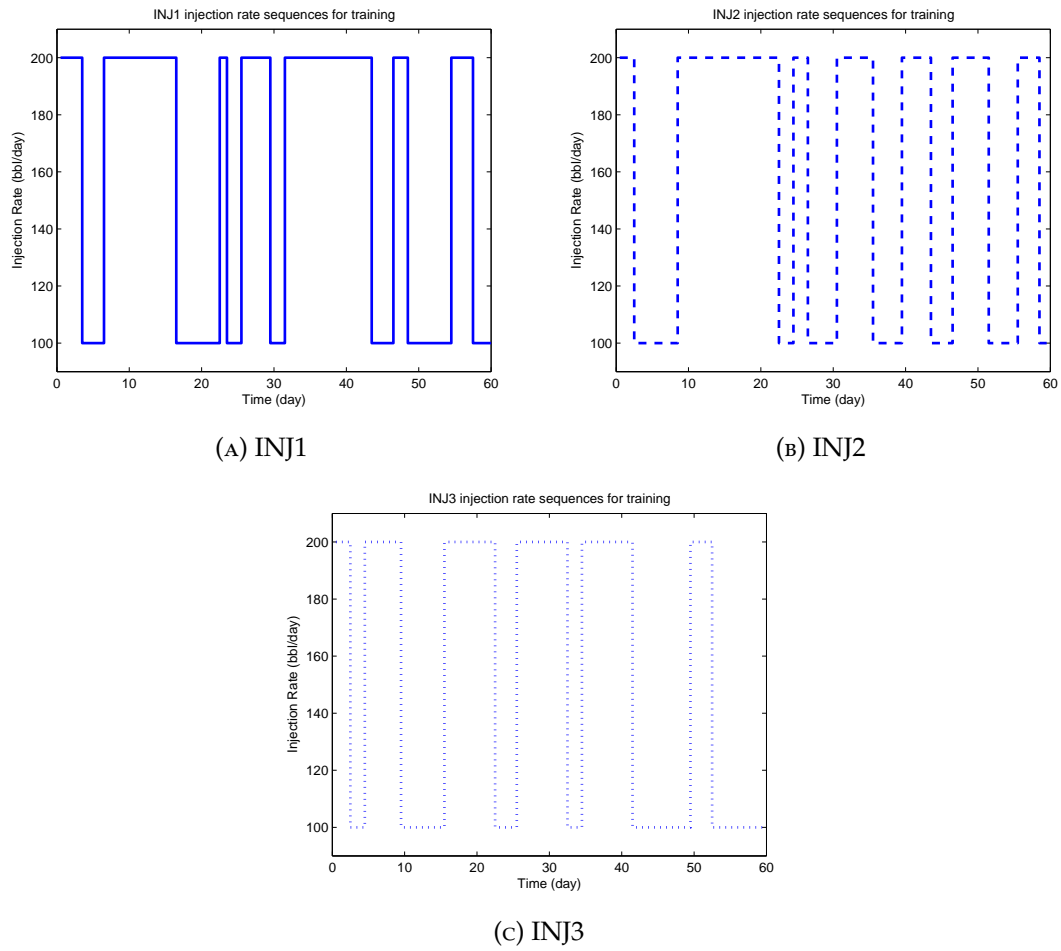 INJ1 injection rate sequences for training
200
180
160
140
120
100
Injection Rate (bbl/day)
0 10 20 30 40 50 60
Time (day)
(A) INJ1
INJ2 injection rate sequences for training
200
180
160
140
120
100
Injection Rate (bbl/day)
0 10 20 30 40 50 60
Time (day)
(B) INJ2
INJ3 injection rate sequences for training
200
180
160
140
120
100
Injection Rate (bbl/day)
0 10 20 30 40 50 60
Time (day)
(C) INJ3